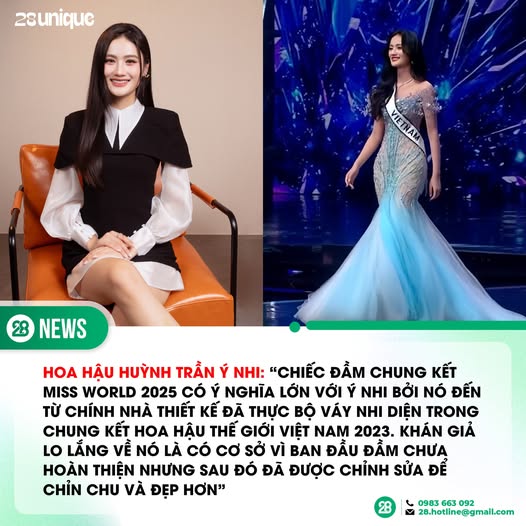 28unique
VIETNAM
28 NEWS
HOA HẬU HUỲNH TRẦN Ý NHI: “CHIẾC ĐẦM CHUNG KẾT
MISS WORLD 2025 CÓ Ý NGHĨA LỚN VỚI Ý NHI BỞI NÓ ĐẾN
TỪ CHÍNH NHÀ THIẾT KẾ ĐÃ THỰC BỘ VÁY NHI DIỆN TRONG
CHUNG KẾT HOA HẬU THẾ GIỚI VIỆT NAM 2023. KHÁN GIẢ
LO LẮNG VỀ NÓ LÀ CÓ CƠ SỞ VÌ BAN ĐẦU ĐẦM CHƯA
HOÀN THIỆN NHƯNG SAU ĐÓ ĐÃ ĐƯỢC CHỈNH SỬA ĐỂ
CHỈN CHU VÀ ĐẸP HƠN”
28
0983 663 092
28.hotline@gmail.com